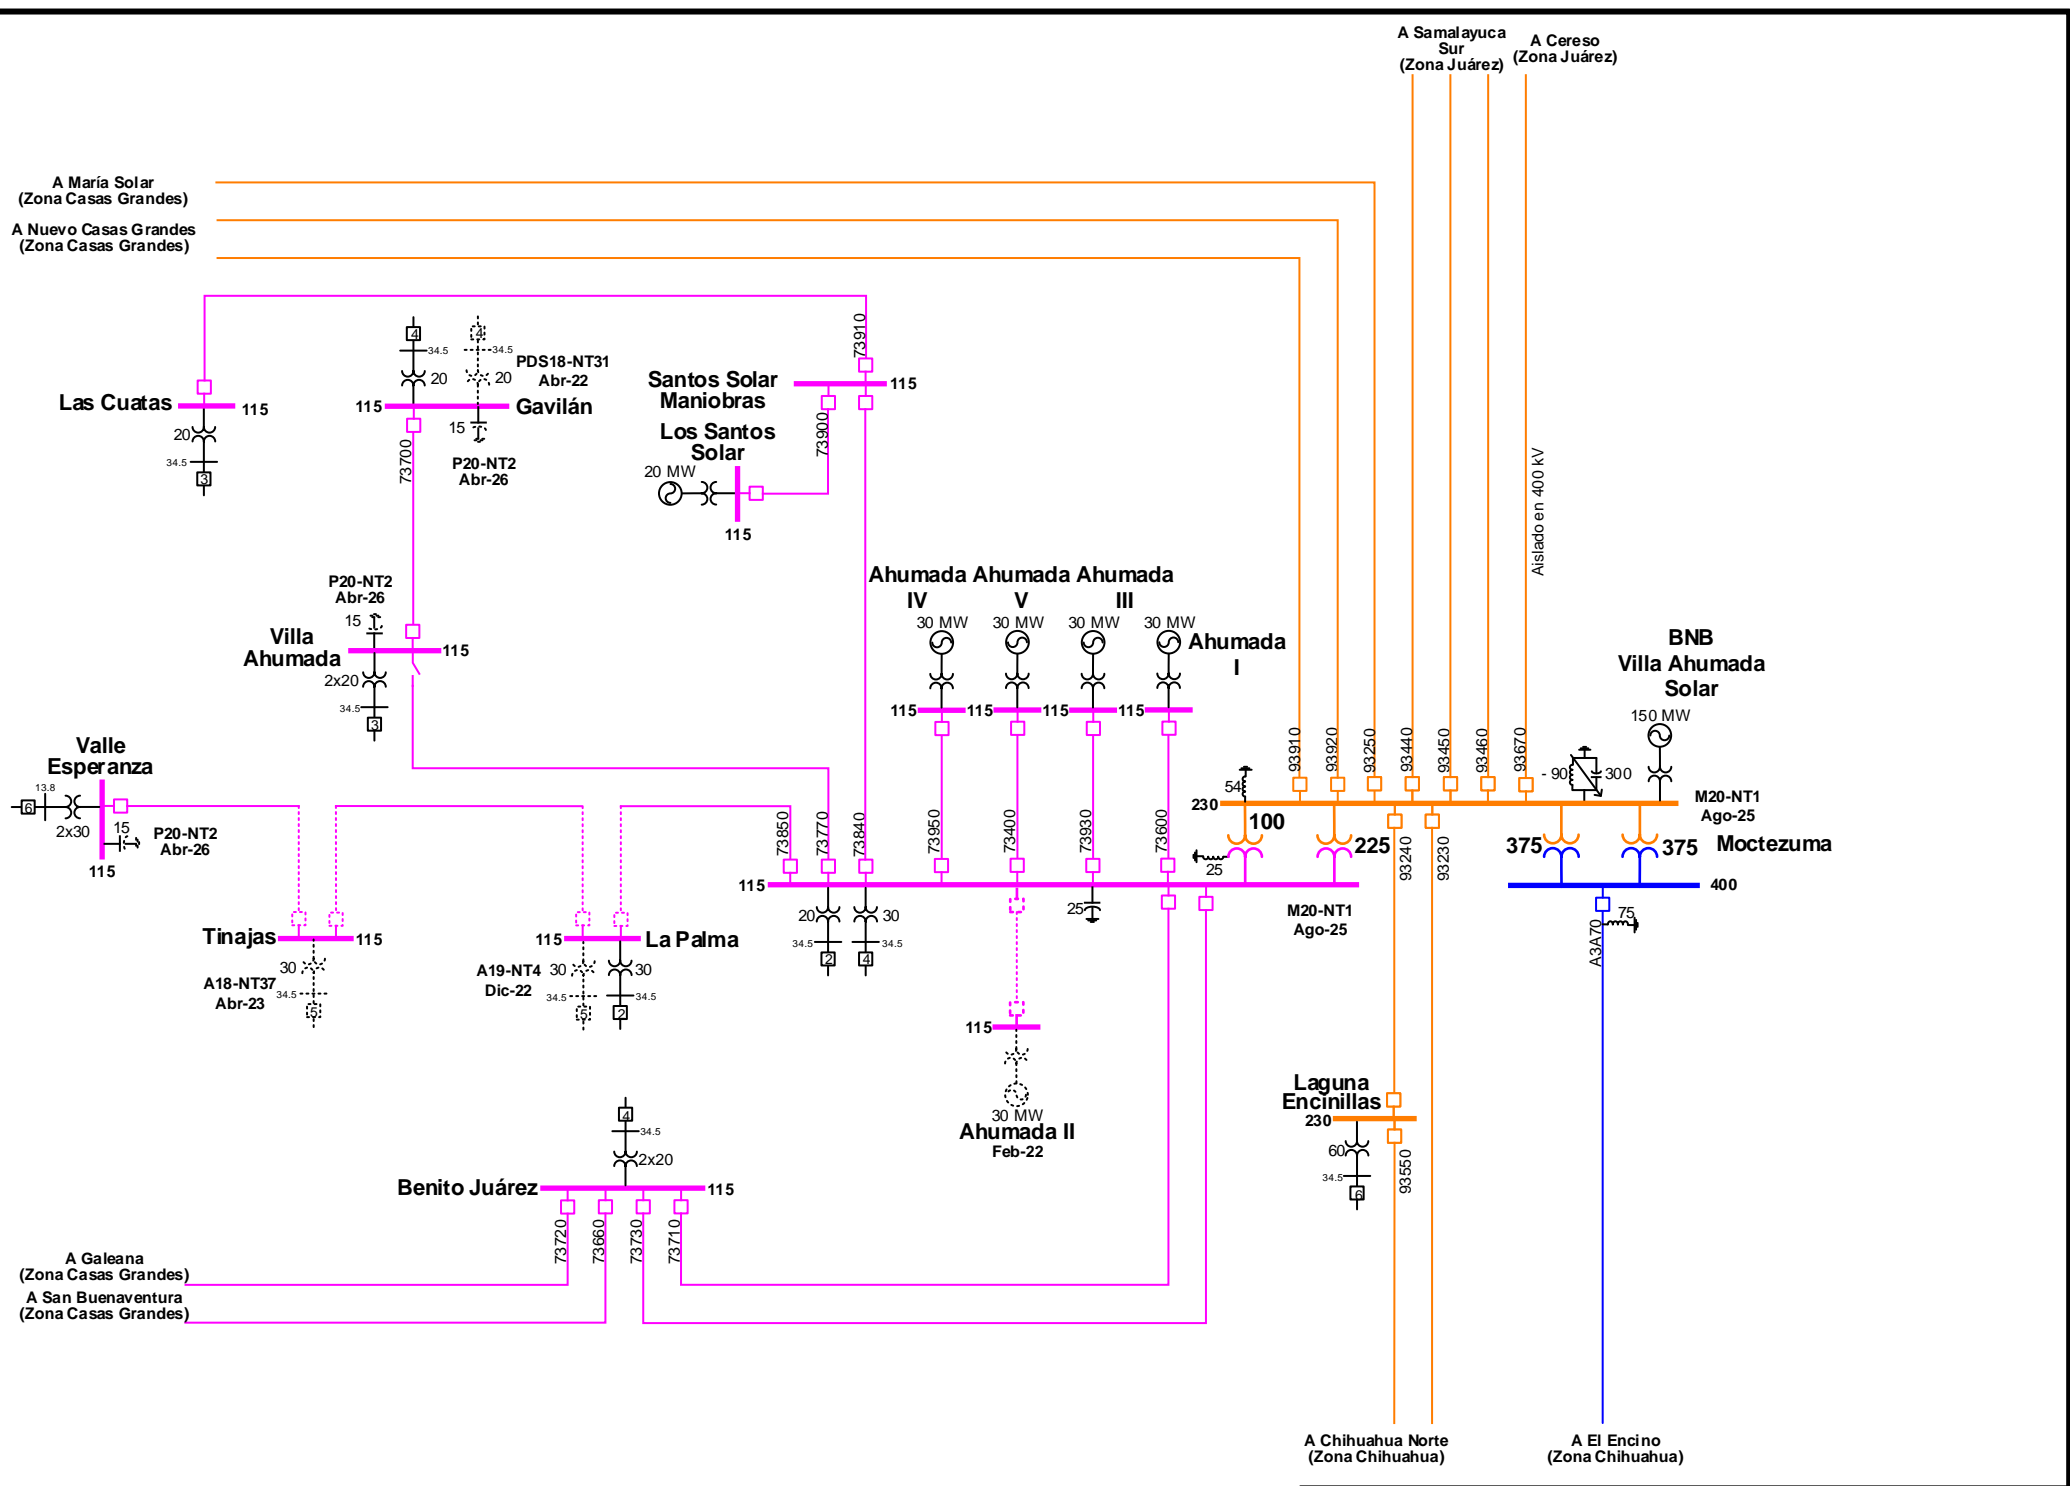 A Samalayuca
Sur
(Zona Juárez)
A Cereso
(Zona Juárez)
A María Solar
(Zona Casas Grandes)
A Nuevo Casas Grandes
(Zona Casas Grandes)
73910
4
34.5
20
4
34.5
20
PDS18-NT31
Abr-22
Las Cuatas
115
20
34.5
3
115
Gavilán
15
P20-NT2
Abr-26
73700
Santos Solar
Maniobras
115
73900
Los Santos
Solar
20 MW
115
Aislado en 400 kV
P20-NT2
Abr-26
15
Villa
Ahumada
115
2x20
34.5
3
Ahumada
IV
Ahumada
V
Ahumada
III
30 MW
30 MW
30 MW
30 MW
Ahumada
I
115
115
115
115
BNB
Villa Ahumada
Solar
150 MW
Valle
Esperanza
13.8
6
2x30
15
P20-NT2
Abr-26
115
73850
73770
73840
73950
73400
73930
73600
93910
93920
93250
93440
93450
93460
93670
- 90
300
54
230
M20-NT1
Ago-25
100
225
93240
93230
375
375
Moctezuma
25
115
400
M20-NT1
Ago-25
75
A3A70
20
34.5
2
30
34.5
4
25
Tinajas
115
30
A18-NT37
Abr-23
34.5
5
115
La Palma
A19-NT4
Dic-22
30
34.5
5
30
34.5
2
115
30 MW
Ahumada II
Feb-22
Laguna
Encinillas
230
60
34.5
6
93550
4
34.5
2x20
Benito Juárez
115
73720
73660
73730
73710
A Galeana
(Zona Casas Grandes)
A San Buenaventura
(Zona Casas Grandes)
A Chihuahua Norte
(Zona Chihuahua)
A El Encino
(Zona Chihuahua)